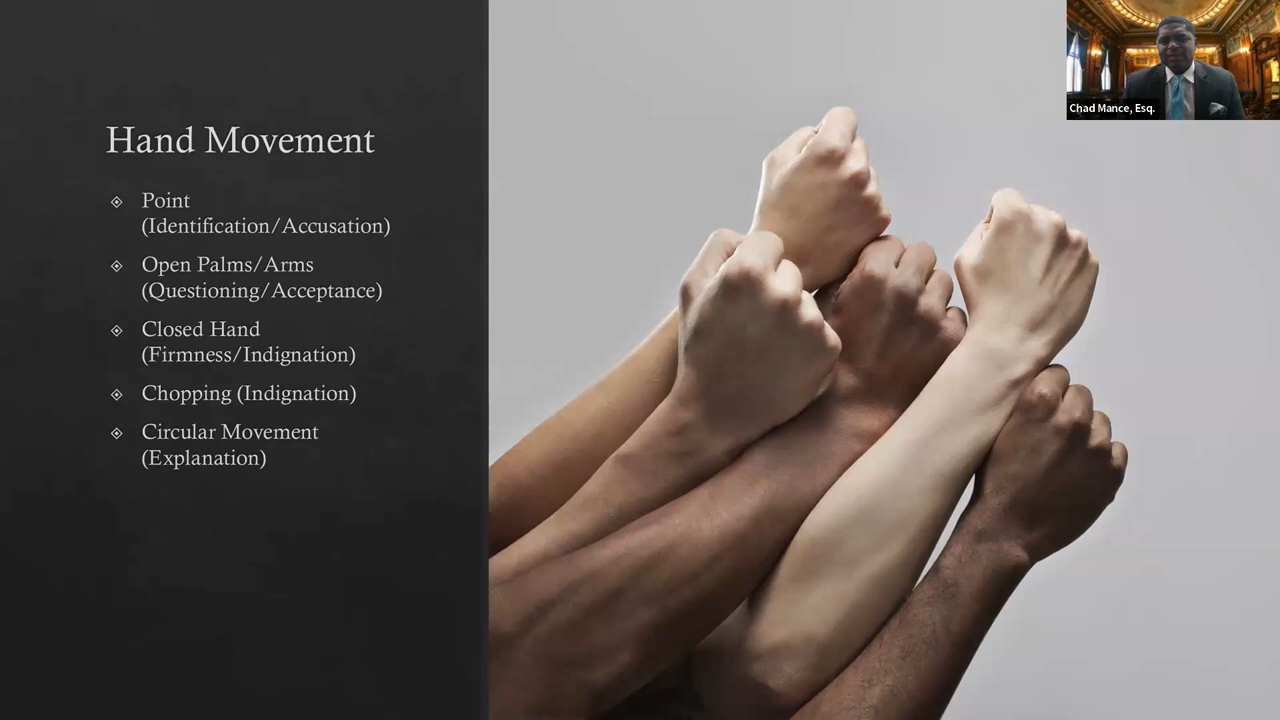 Hand Movement
Point
(Identification/Accusation)
Open Palms/Arms
(Questioning/Acceptance)
Closed Hand
(Firmness/Indignation)
Chopping (Indignation)
Circular Movement
(Explanation)
Chad Mance, Esq.